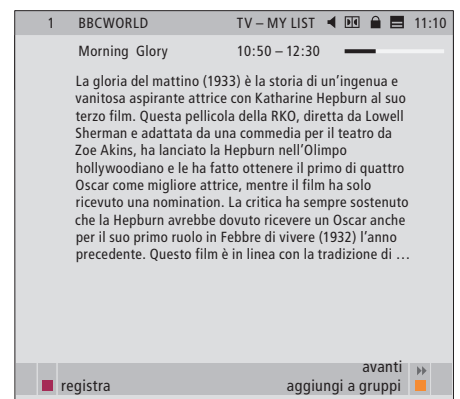 1 BBCWORLD TV – MY LIST 11:10
Morning Glory 10:50 – 12:30
La gloria del mattino (1933) è la storia di un’ingenua e
vanitosa aspirante attrice con Katharine Hepburn al suo
terzo film. Questa pellicola della RKO, diretta da Lowell
Sherman e adattata da una commedia per il teatro da
Zoe Akins, ha lanciato la Hepburn nell’Olimpo
hollywoodiano e le ha fatto ottenere il primo di quattro
Oscar come migliore attrice, mentre il film ha solo
ricevuto una nomination. La critica ha sempre sostenuto
che la Hepburn avrebbe dovuto ricevere un Oscar anche
per il suo primo ruolo in Febbre di vivere (1932) l’anno
precedente. Questo film è in linea con la tradizione di …
avanti
registra aggiungi a gruppi